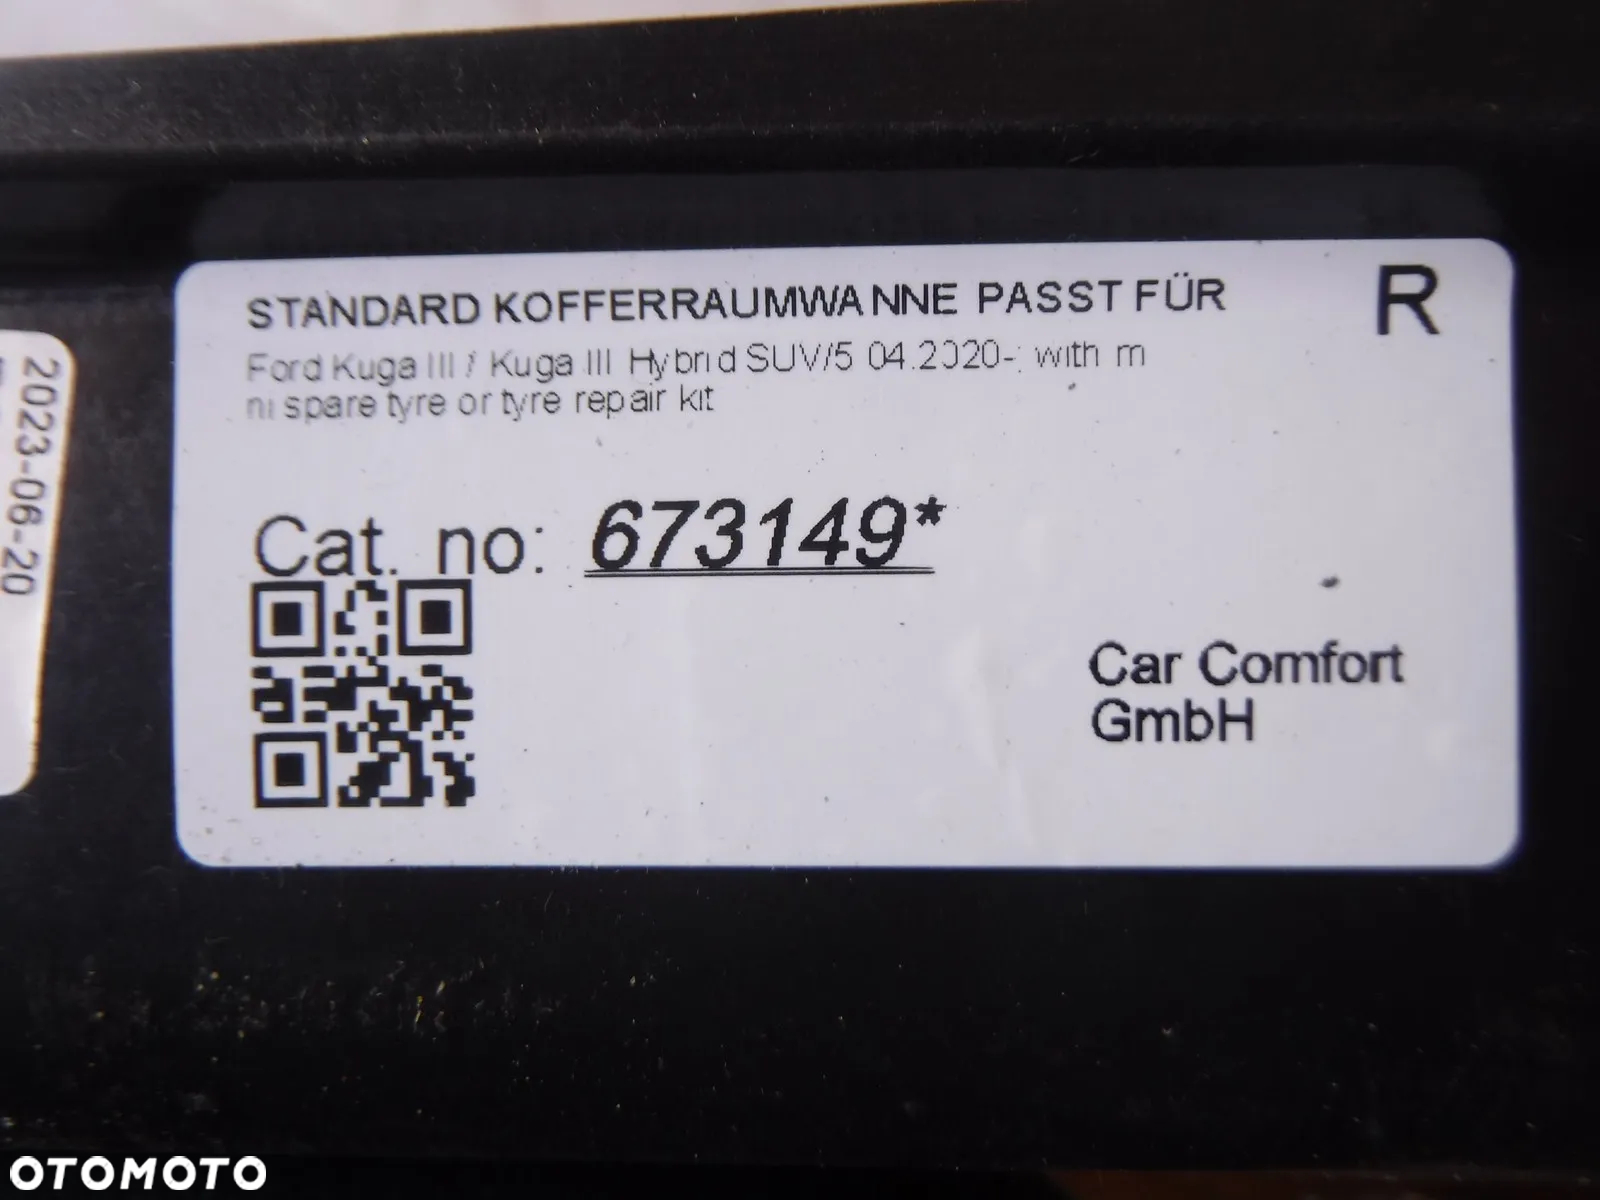 STANDARD KOFFERRAUMWANNE PASST FÜR
R
Ford Kuga III / Kuga III Hybrid SUV/5 04.2020-; with m
ni spare tyre or tyre repair kit
Cat. no: 673149*
Car Comfort
GmbH
2023-06-20
OTOMOTO